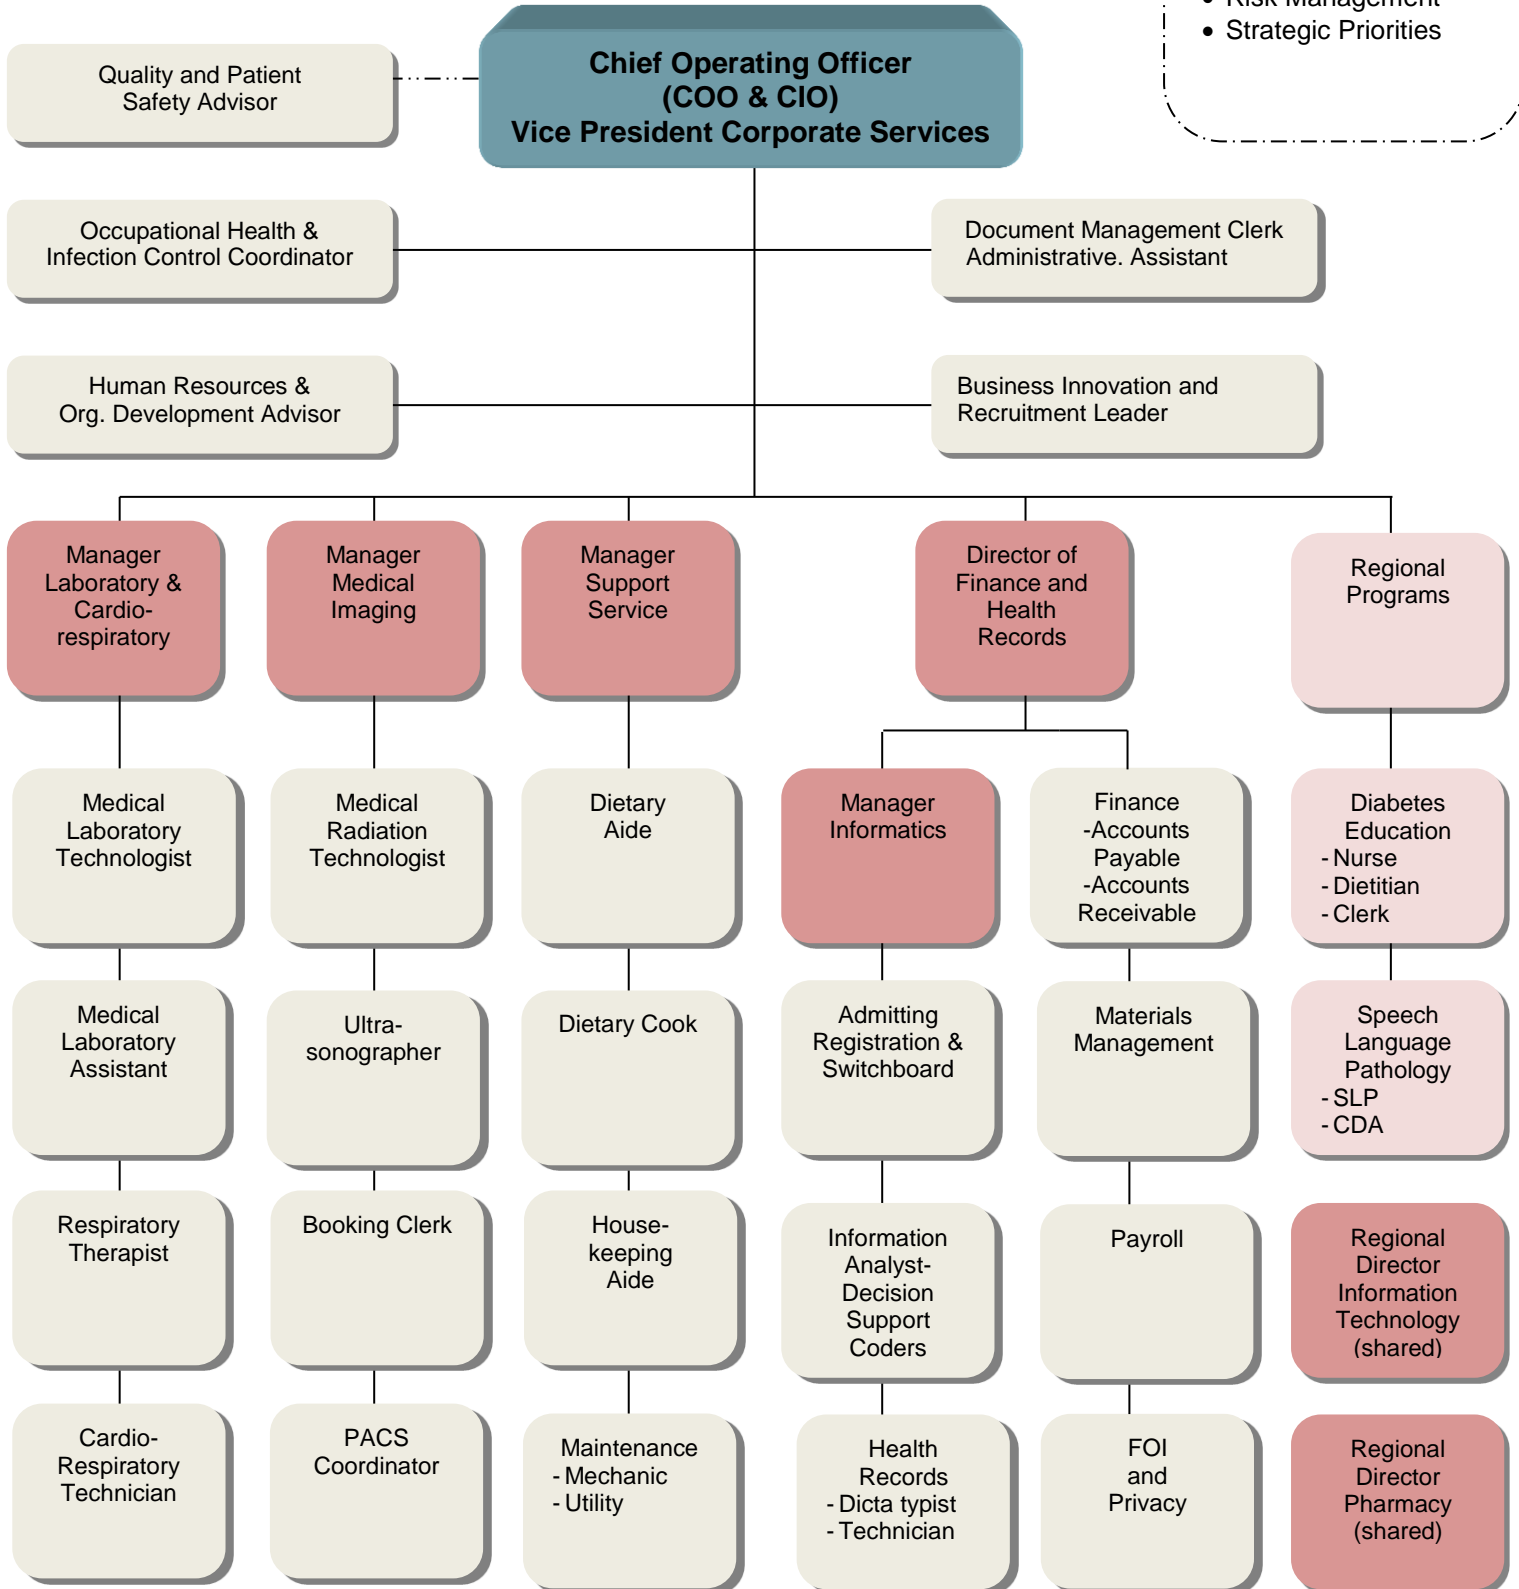 • Risk Management
• Strategic Priorities
Quality and Patient
Safety Advisor
Chief Operating Officer
(COO & CIO)
Vice President Corporate Services
Occupational Health &
Infection Control Coordinator
Document Management Clerk
Administrative. Assistant
Human Resources &
Org. Development Advisor
Business Innovation and
Recruitment Leader
Manager
Laboratory &
Cardio-
respiratory
Manager
Medical
Imaging
Manager
Support
Service
Director of
Finance and
Health
Records
Regional
Programs
Medical
Laboratory
Technologist
Medical
Radiation
Technologist
Dietary
Aide
Manager
Informatics
Finance
-Accounts
Payable
-Accounts
Receivable
Diabetes
Education
- Nurse
- Dietitian
- Clerk
Medical
Laboratory
Assistant
Ultra-
sonographer
Dietary Cook
Admitting
Registration &
Switchboard
Materials
Management
Speech
Language
Pathology
- SLP
- CDA
Respiratory
Therapist
Booking Clerk
House-
keeping
Aide
Information
Analyst-
Decision
Support
Coders
Payroll
Regional
Director
Information
Technology
(shared)
Cardio-
Respiratory
Technician
PACS
Coordinator
Maintenance
- Mechanic
- Utility
Health
Records
- Dicta typist
- Technician
FOI
and
Privacy
Regional
Director
Pharmacy
(shared)